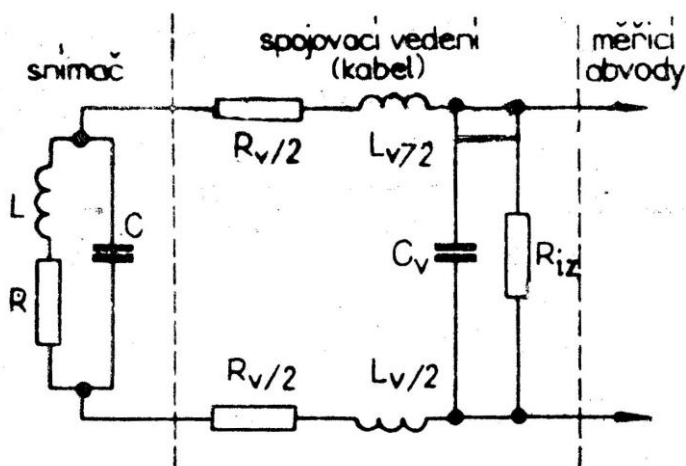 snímač
spojovací vedení
(kabel)
měřicí
obvody
R_v/2
L_v/2
L
C
R
C_v
R_iz
R_v/2
L_v/2